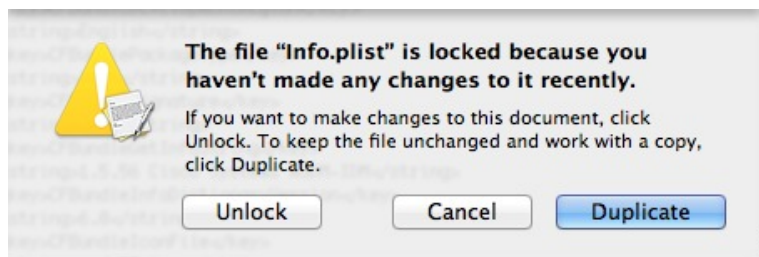 The file “Info.plist” is locked because you
haven't made any changes to it recently.
If you want to make changes to this document, click
Unlock. To keep the file unchanged and work with a copy,
click Duplicate.
Unlock
Cancel
Duplicate